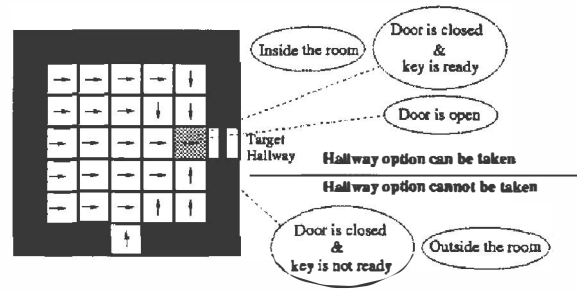 Inside the room
Door is closed
&
key is ready
Door is open
Target
Hallway
Hallway option can be taken
Hallway option cannot be taken
Door is closed
&
key is not ready
Outside the room